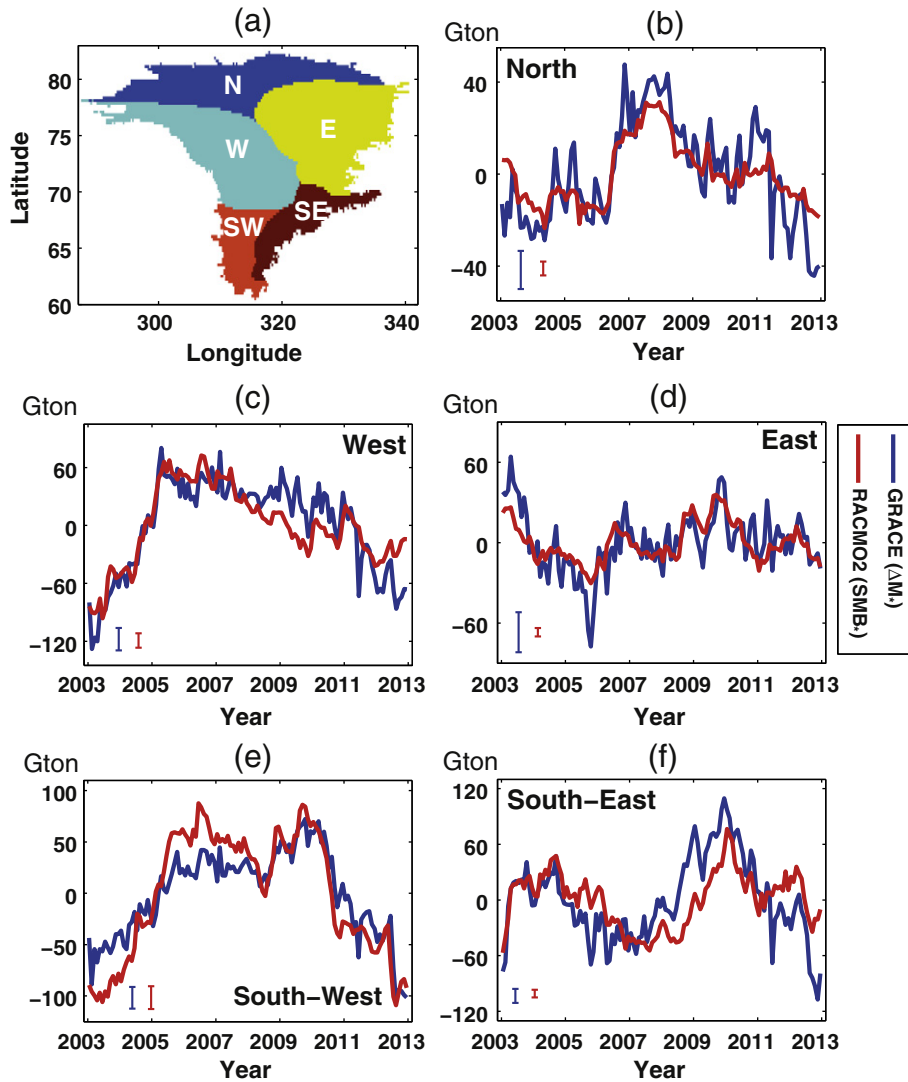 (a)
Latitude
80
75
70
65
60
N
E
W
SE
SW
300 320 340
Longitude
(b)
Gton
North
40
0
−40
2003 2005 2007 2009 2011 2013
Year
(c)
Gton
West
60
0
−60
−120
2003 2005 2007 2009 2011 2013
Year
(d)
Gton
East
60
0
−60
2003 2005 2007 2009 2011 2013
Year
GRACE (ΔM*)
RACMO2 (SMB*)
(e)
Gton
100
50
0
−50
−100
South−West
2003 2005 2007 2009 2011 2013
Year
(f)
Gton
South−East
120
60
0
−60
−120
2003 2005 2007 2009 2011 2013
Year